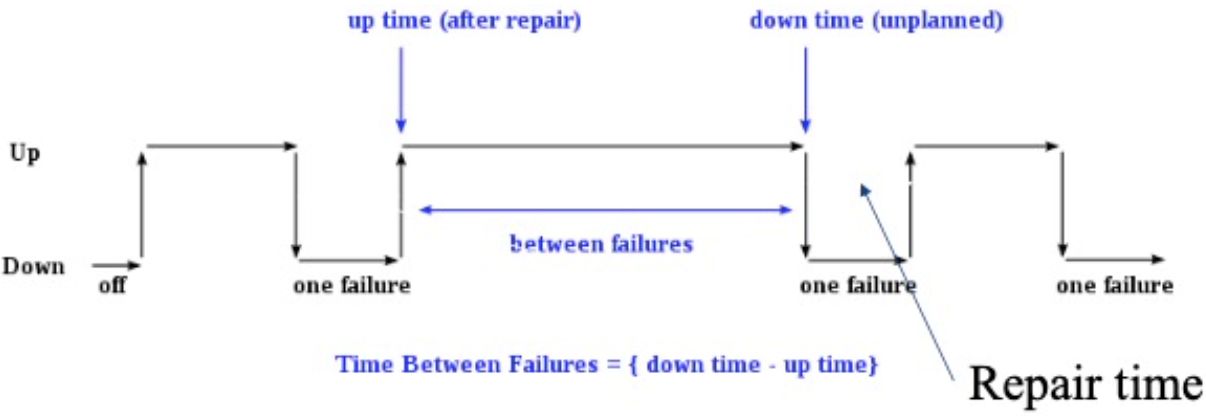 up time (after repair)
down time (unplanned)
Up
between failures
Down
off
one failure
one failure
one failure
Time Between Failures = { down time - up time}
Repair time